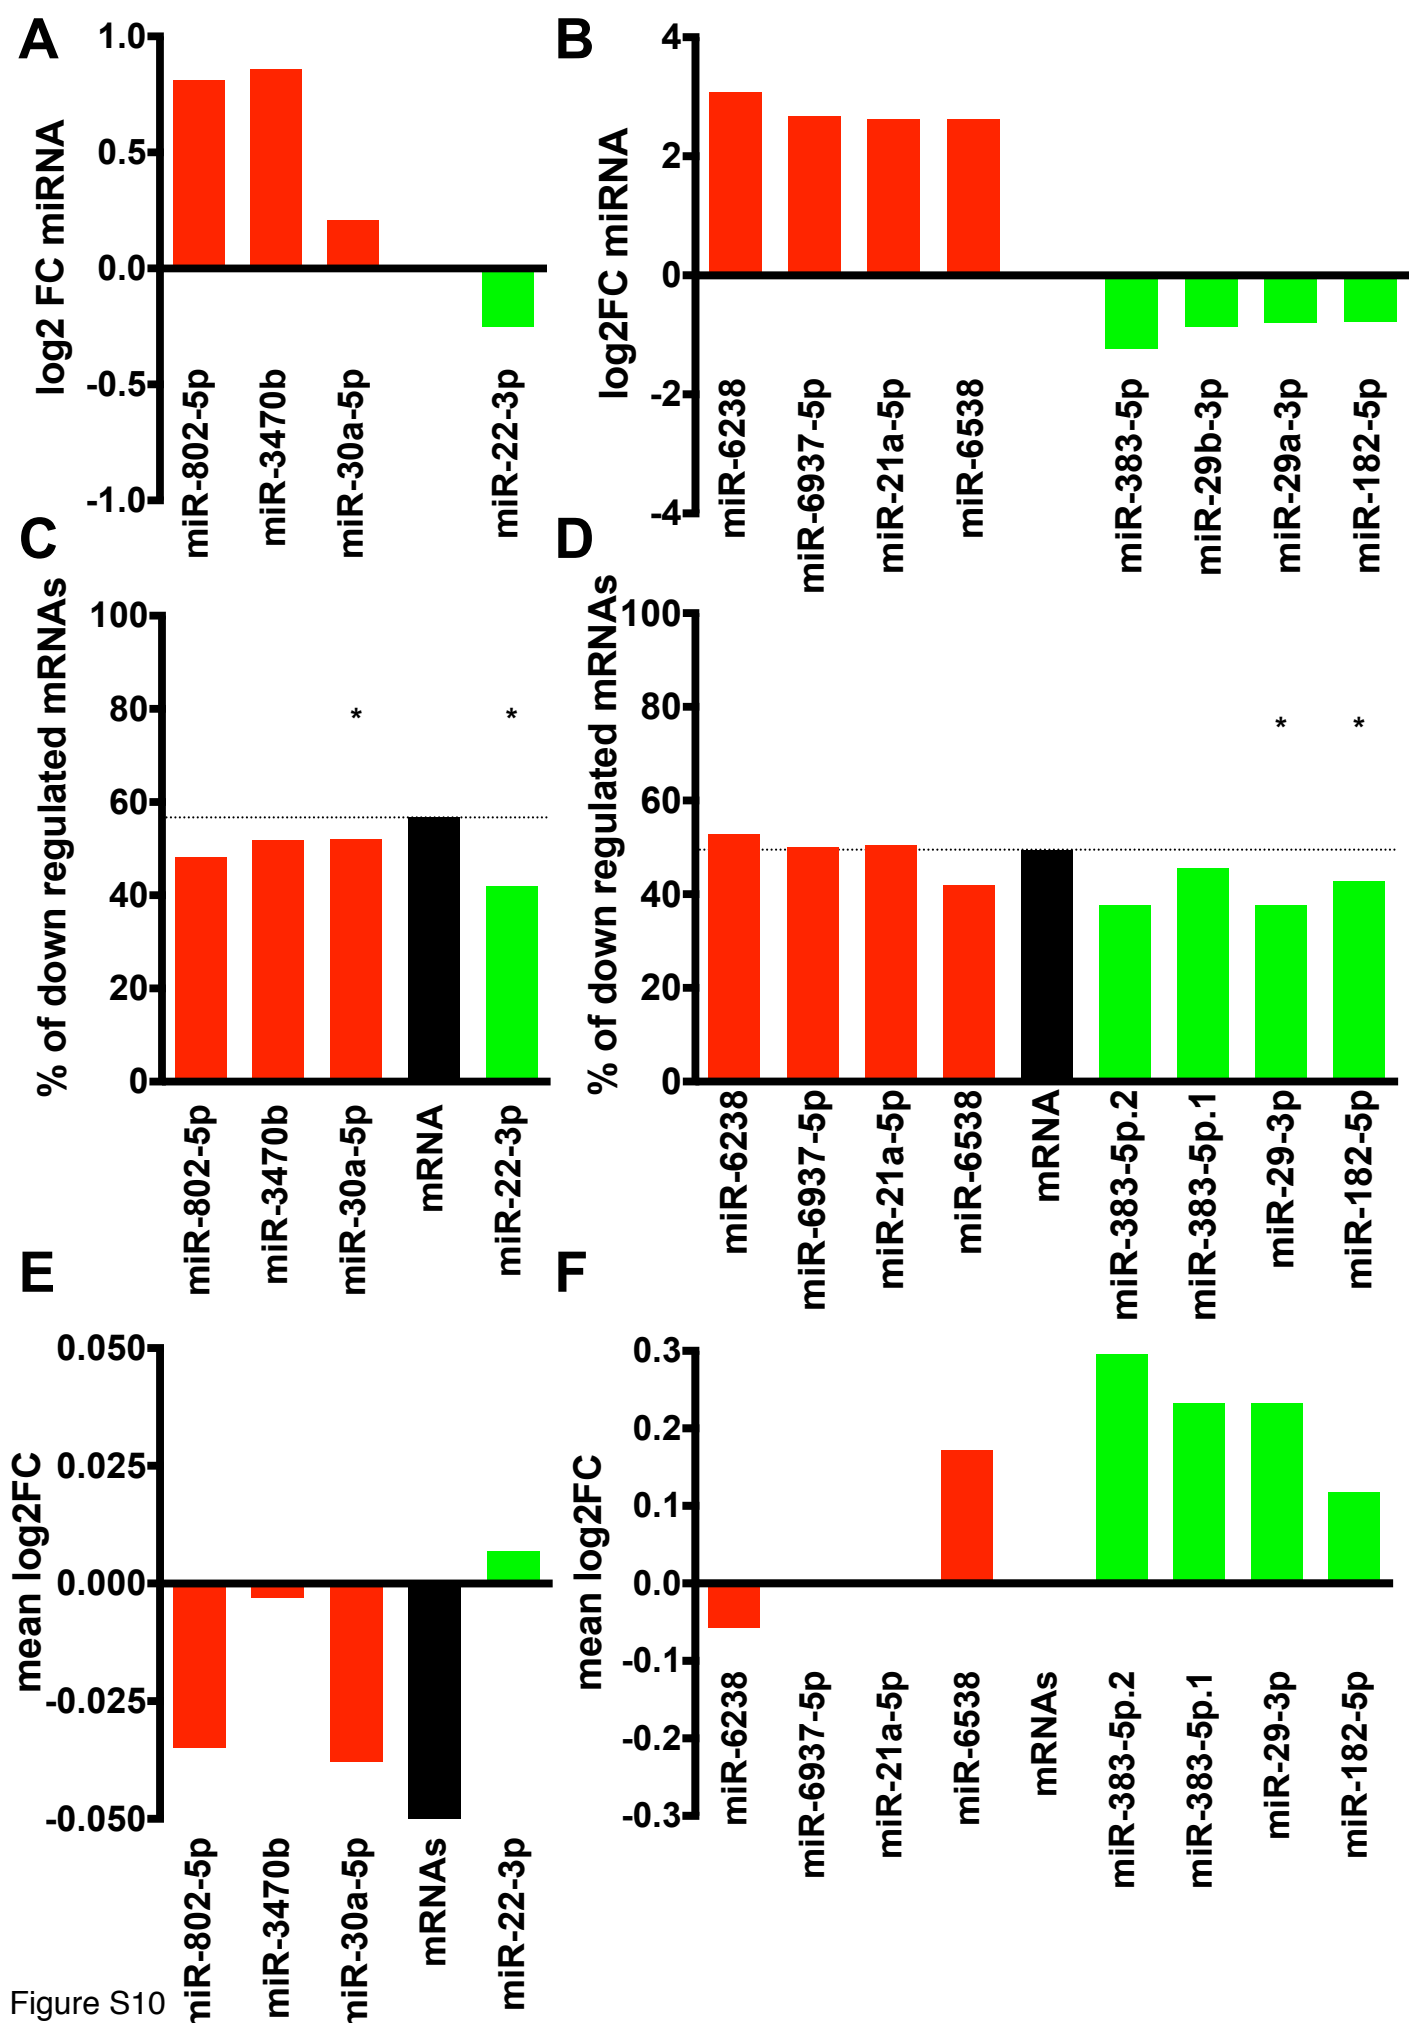 A
log2 FC miRNA
1.0
0.5
0.0
-0.5
-1.0
miR-802-5p
miR-3470b
miR-30a-5p
miR-22-3p
B
log2FC miRNA
4
2
0
-2
-4
miR-6238
miR-6937-5p
miR-21a-5p
miR-6538
miR-383-5p
miR-29b-3p
miR-29a-3p
miR-182-5p
C
% of down regulated mRNAs
100
80
60
40
20
0
*
*
miR-802-5p
miR-3470b
miR-30a-5p
mRNA
miR-22-3p
D
% of down regulated mRNAs
100
80
60
40
20
0
*
*
miR-6238
miR-6937-5p
miR-21a-5p
miR-6538
mRNA
miR-383-5p.2
miR-383-5p.1
miR-29-3p
miR-182-5p
E
mean log2FC
0.050
0.025
0.000
-0.025
-0.050
miR-802-5p
miR-3470b
miR-30a-5p
mRNAs
miR-22-3p
F
mean log2FC
0.3
0.2
0.1
0.0
-0.1
-0.2
-0.3
miR-6238
miR-6937-5p
miR-21a-5p
miR-6538
mRNAs
miR-383-5p.2
miR-383-5p.1
miR-29-3p
miR-182-5p
Figure S10